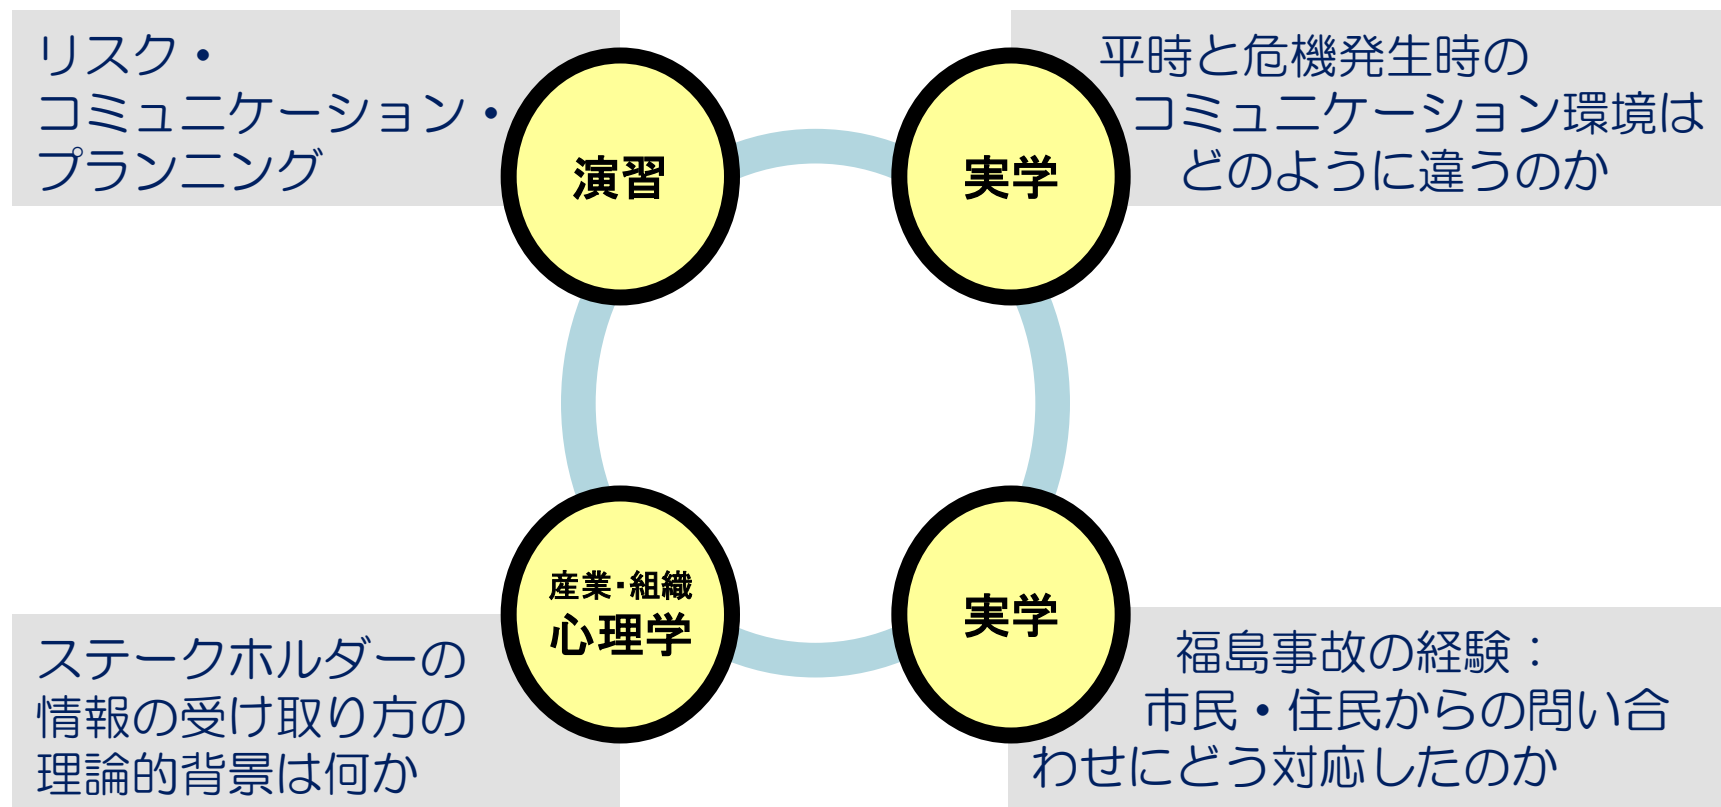 リスク・
コミュニケーション・
プランニング
演習
実学
平時と危機発生時の
コミュニケーション環境は
どのように違うのか
ステークホルダーの
情報の受け取り方の
理論的背景は何か
産業・組織
心理学
実学
福島事故の経験：
市民・住民からの問い合
わせにどう対応したのか